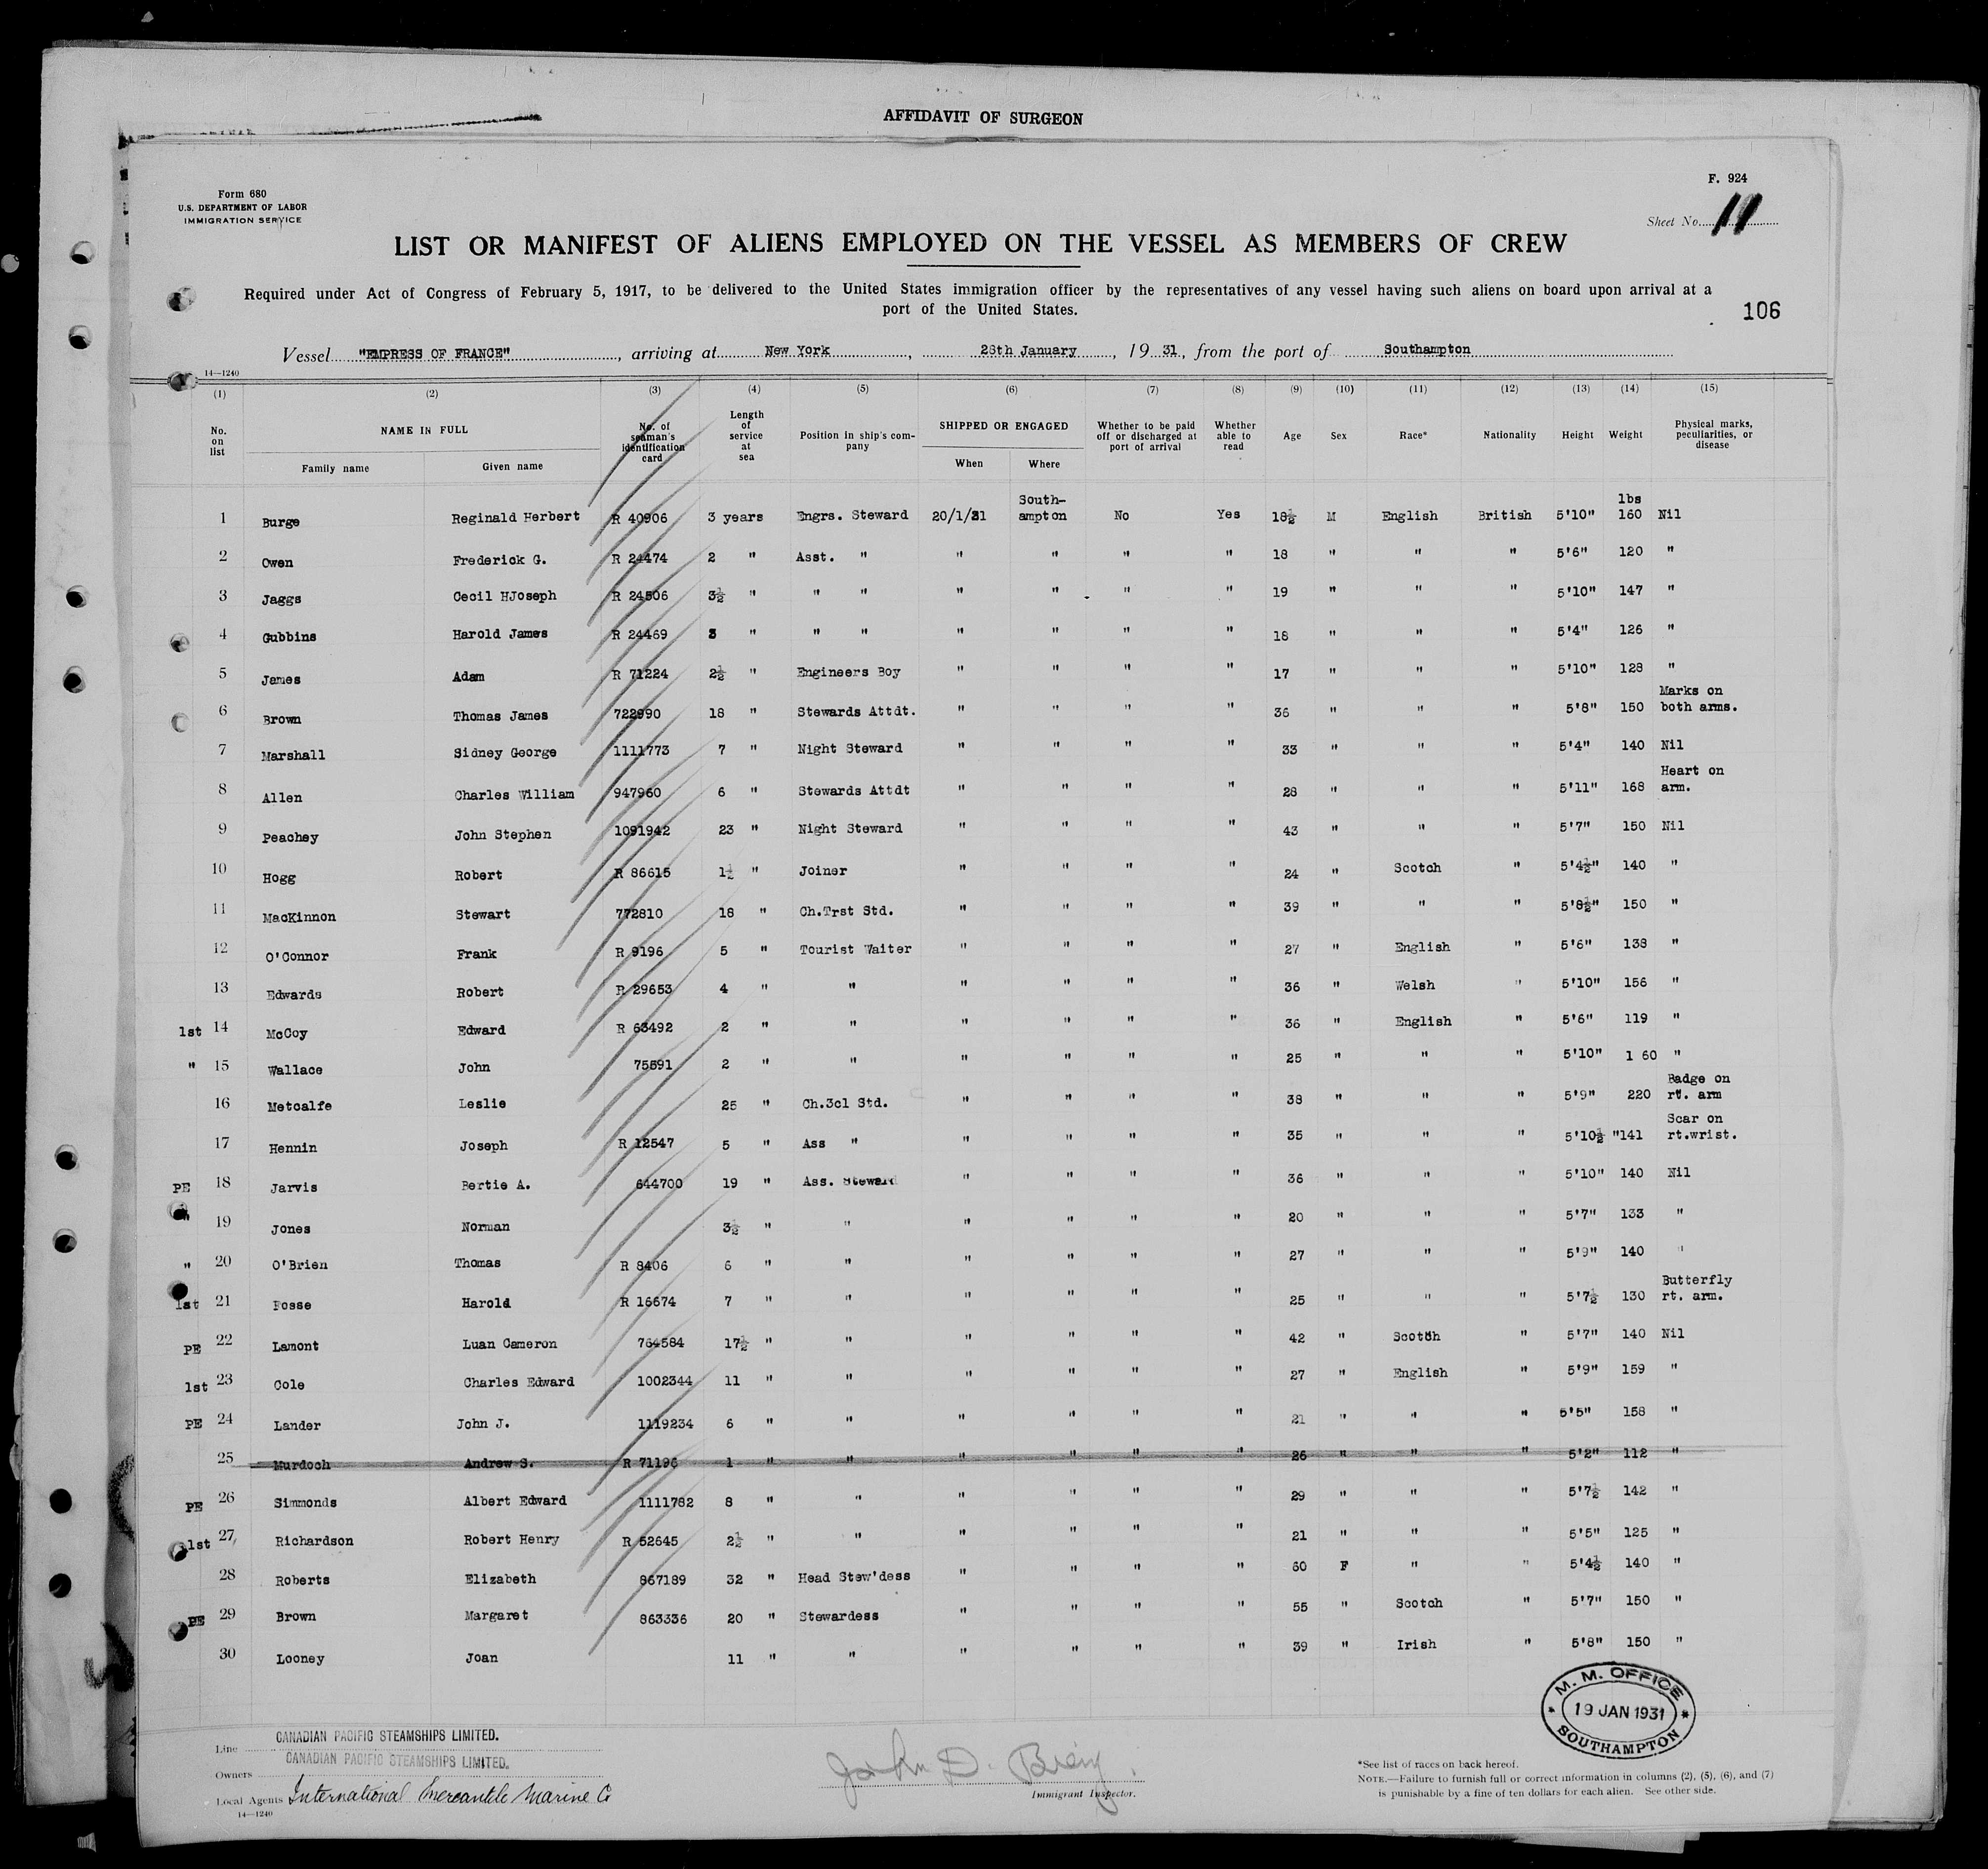 AFFIDAVIT OF SURGEON
Form 680
U.S. DEPARTMENT OF LABOR
IMMIGRATION SERVICE
F. 924
Sheet No. 11
LIST OR MANIFEST OF ALIENS EMPLOYED ON THE VESSEL AS MEMBERS OF CREW
Required under Act of Congress of February 5, 1917, to be delivered to the United States immigration officer by the representatives of any vessel having such aliens on board upon arrival at a
port of the United States.
106
Vessel "EMPRESS OF FRANCE", arriving at New York, 28th January, 19 31, from the port of Southampton
14—1240
(1) (2) (3) (4) (5) (6) (7) (8) (9) (10) (11) (12) (13) (14) (15)
No. on list NAME IN FULL Family name Given name No. of seaman's identification card Length of service at sea Position in ship's company SHIPPED OR ENGAGED When Where Whether to be paid off or discharged at port of arrival Whether able to read Age Sex Race* Nationality Height Weight Physical marks, peculiarities, or disease
1 Burge Reginald Herbert R 40906 3 years Engrs. Steward 20/1/31 South-ampton No Yes 18½ M English British 5'10" lbs 160 Nil
2 Owen Frederick G. R 24474 2 " Asst. " " " " " 18 " " " 5'6" 120 "
3 Jaggs Cecil HJoseph R 24506 3½ " " " " " " " 19 " " " 5'10" 147 "
4 Gubbins Harold James R 24469 3 " " " " " " " 18 " " " 5'4" 126 "
5 James Adam R 71224 2½ " Engineers Boy " " " " 17 " " " 5'10" 128 "
6 Brown Thomas James 722990 18 " Stewards Attdt. " " " " 36 " " " 5'8" 150 Marks on both arms.
7 Marshall Sidney George 1111773 7 " Night Steward " " " " 33 " " " 5'4" 140 Nil
8 Allen Charles William 947960 6 " Stewards Attdt " " " " 28 " " " 5'11" 168 Heart on arm.
9 Peachey John Stephen 1091942 23 " Night Steward " " " " 43 " " " 5'7" 150 Nil
10 Hogg Robert R 86615 1½ " Joiner " " " " 24 " Scotch " 5'4½" 140 "
11 MacKinnon Stewart 772810 18 " Ch.Trst Std. " " " " 39 " " " 5'8½" 150 "
12 O'Connor Frank R 9196 5 " Tourist Waiter " " " " 27 " English " 5'6" 138 "
13 Edwards Robert R 29653 4 " " " " " " 36 " Welsh " 5'10" 156 "
1st 14 McCoy Edward R 63492 2 " " " " " " 36 " English " 5'6" 119 "
" 15 Wallace John 75591 2 " " " " " " 25 " " " 5'10" 1 60 "
16 Metcalfe Leslie 25 " Ch.3cl Std. " " " " 38 " " " 5'9" 220 Badge on rt. arm
17 Hennin Joseph R 12547 5 " Ass " " " " " 35 " " " 5'10½ "141 Scar on rt.wrist.
PE 18 Jarvis Bertie A. 644700 19 " Ass. Steward " " " " 36 " " " 5'10" 140 Nil
" 19 Jones Norman 3½ " " " " " " 20 " " " 5'7" 133 "
" 20 O'Brien Thomas R 8406 6 " " " " " " 27 " " " 5'9" 140 "
1st 21 Fosse Harold R 16674 7 " " " " " " 25 " " " 5'7½ 130 Butterfly rt. arm.
PE 22 Lamont Luan Cameron 764584 17½ " " " " " " 42 " Scotch " 5'7" 140 Nil
1st 23 Cole Charles Edward 1002344 11 " " " " " " 27 " English " 5'9" 159 "
PE 24 Lander John J. 1119234 6 " " " " " " 21 " " " 5'5" 158 "
25 Murdoch Andrew S. R 71196 1 " " " " " " 26 " " " 5'2" 112 "
PE 26 Simmonds Albert Edward 1111782 8 " " " " " " 29 " " " 5'7½ 142 "
1st 27 Richardson Robert Henry R 52645 2½ " " " " " " 21 " " " 5'5" 125 "
28 Roberts Elizabeth 867189 32 " Head Stew'dess " " " " 60 F " " 5'4½ 140 "
PE 29 Brown Margaret 863336 20 " Stewardess " " " " 55 " Scotch " 5'7" 150 "
30 Looney Joan 11 " " " " " " 39 " Irish " 5'8" 150 "
M. M. OFFICE
19 JAN 1931
SOUTHAMPTON
Line CANADIAN PACIFIC STEAMSHIPS LIMITED.
Owners CANADIAN PACIFIC STEAMSHIPS LIMITED.
Local Agents International Mercantile Marine Co
14—1240
John D.
Immigrant Inspector.
*See list of races on back hereof.
NOTE.—Failure to furnish full or correct information in columns (2), (5), (6), and (7)
is punishable by a fine of ten dollars for each alien. See other side.